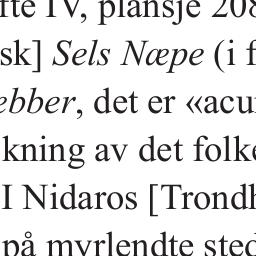 fte IV, plansje 208
sk] Sels Næpe (i f
ebber, det er «acu
kning av det folke
I Nidaros [Trondh
på myrlendte sted